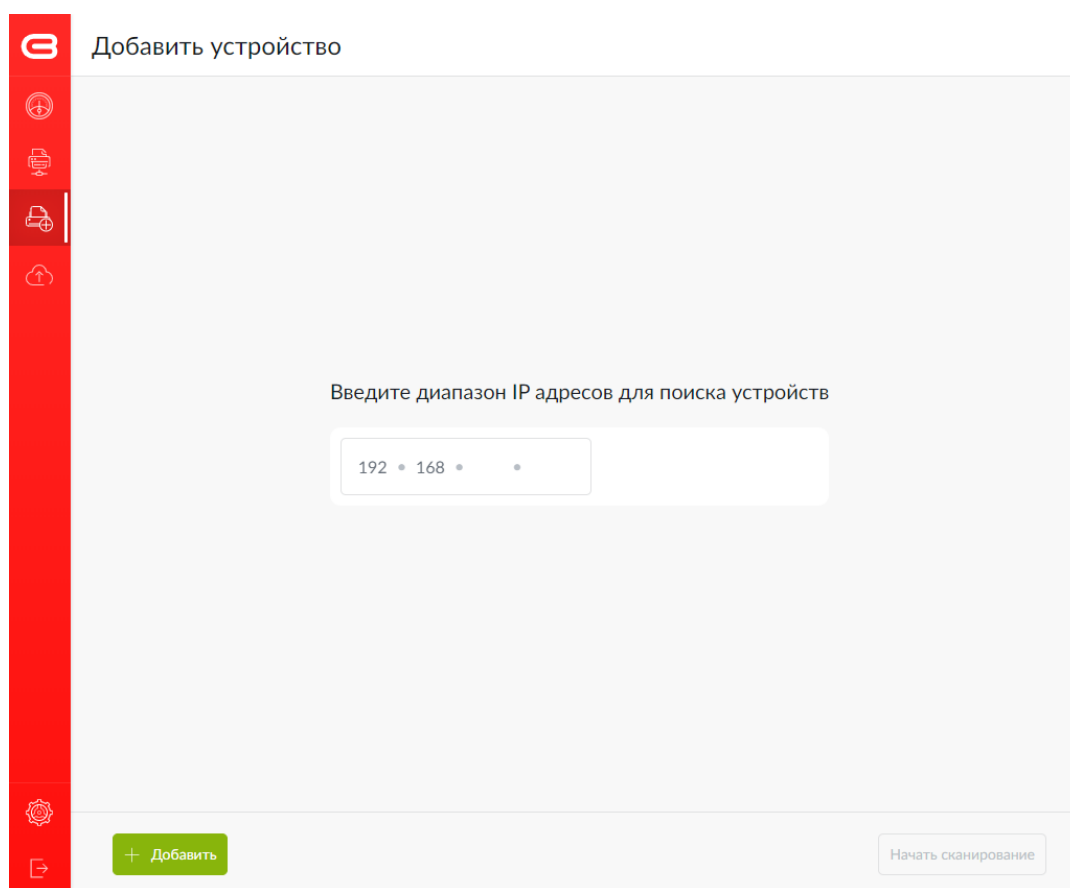 Добавить устройство
Введите диапазон IP адресов для поиска устройств
192 • 168 • •
+ Добавить
Начать сканирование